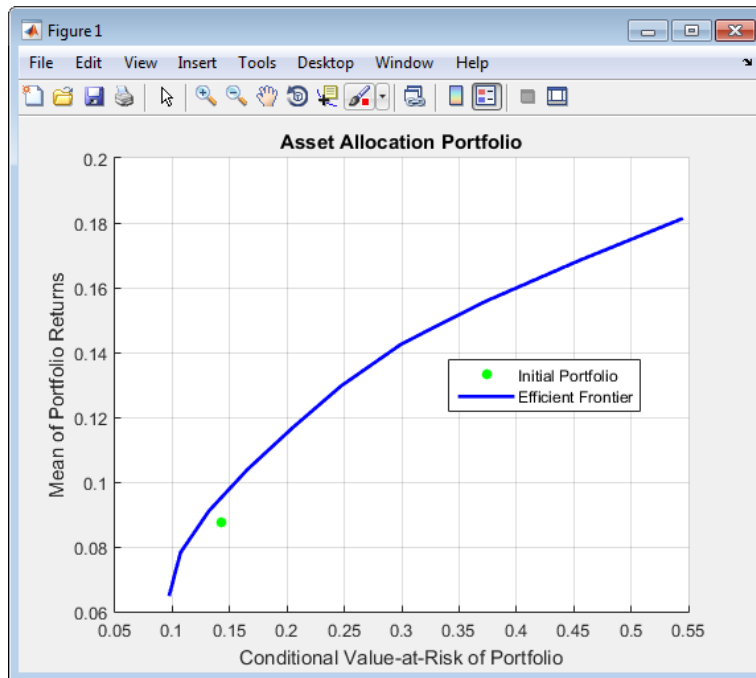 Figure 1
File Edit View Insert Tools Desktop Window Help
Asset Allocation Portfolio
0.2
0.18
0.16
0.14
0.12
0.1
0.08
0.06
Mean of Portfolio Returns
Initial Portfolio
Efficient Frontier
0.05 0.1 0.15 0.2 0.25 0.3 0.35 0.4 0.45 0.5 0.55
Conditional Value-at-Risk of Portfolio